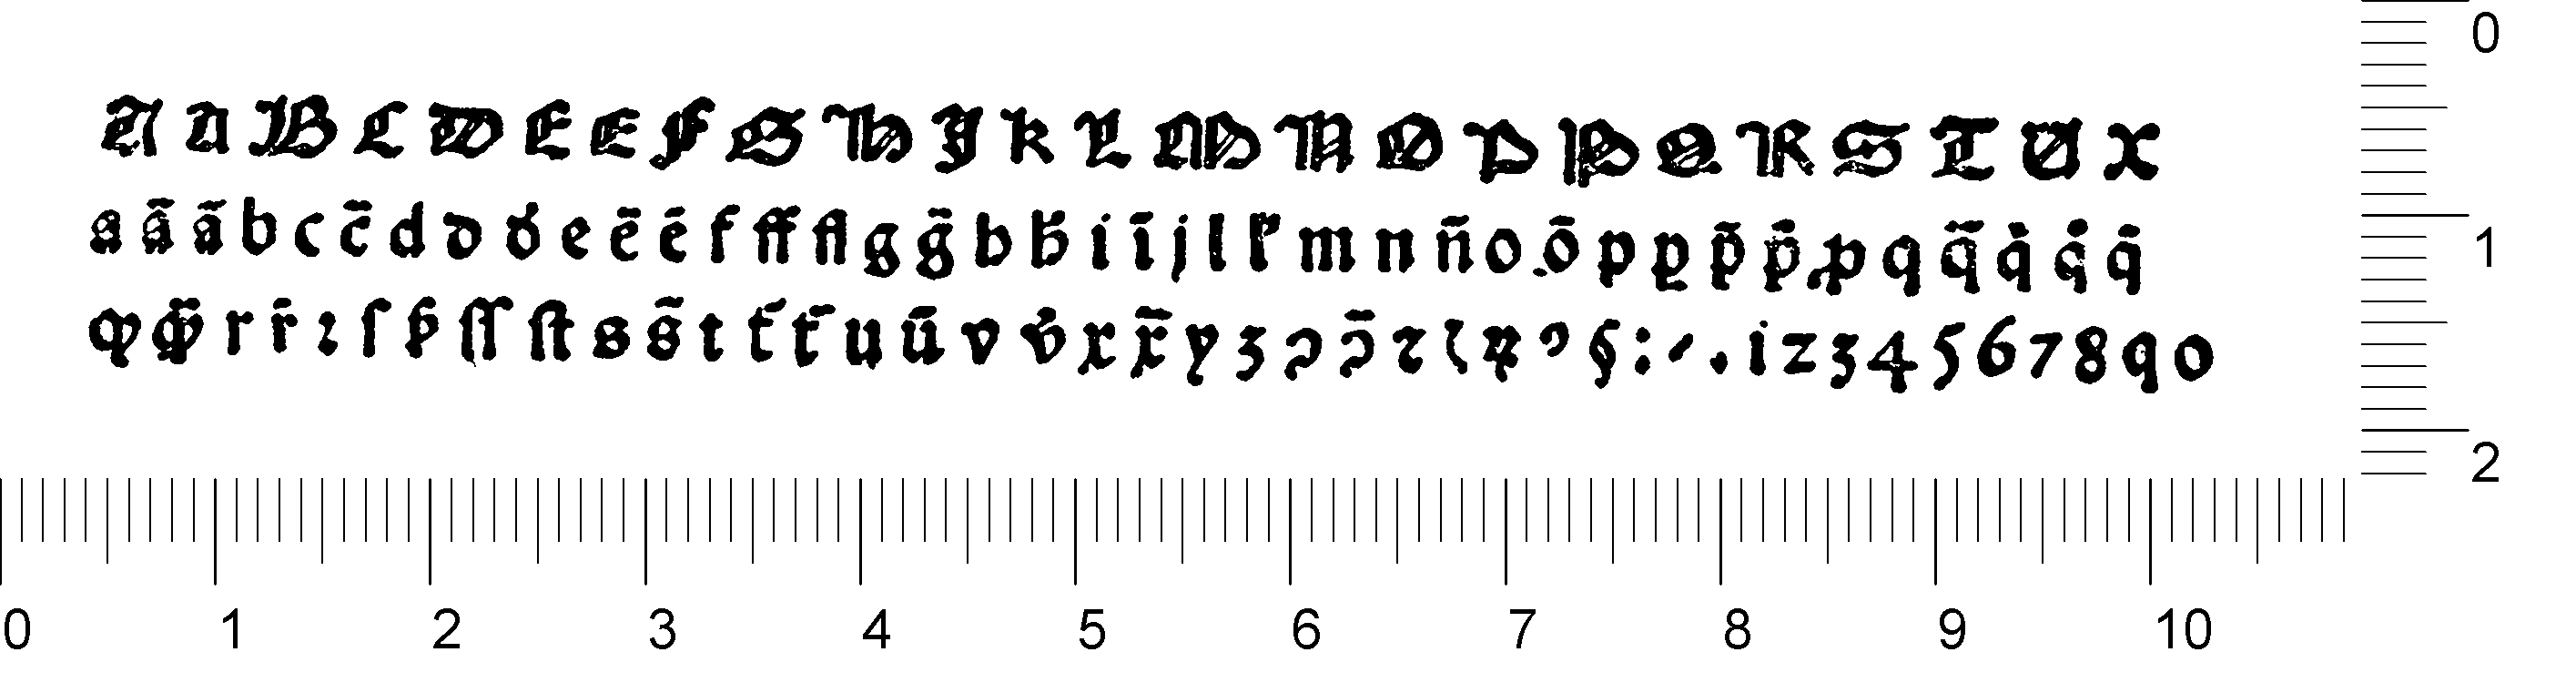 A A B C D E E F G H J K L M N O P P Q R S T U X
a ā ã b c c̄ d ꝺ ꝺ́ e ē ē f ff fl g g̃ h h̃ i ī j l ł m n ñ o .ō p ꝑ p̃ p̄ ꝓ q q̃ q̇ q̊ q̄
ꝙ ꝙ̃ r r̄ ꝛ ſ ẜ ſſ ſt s s̃ t t̄ t̃ u ū v v̇ x x̃ y ꝫ ɔ ɔ̄ ⁊ ꝭ ꝝ ꝰ § : ⸗ . i 2 3 4 5 6 7 8 9 0
0
1
2
0 1 2 3 4 5 6 7 8 9 10